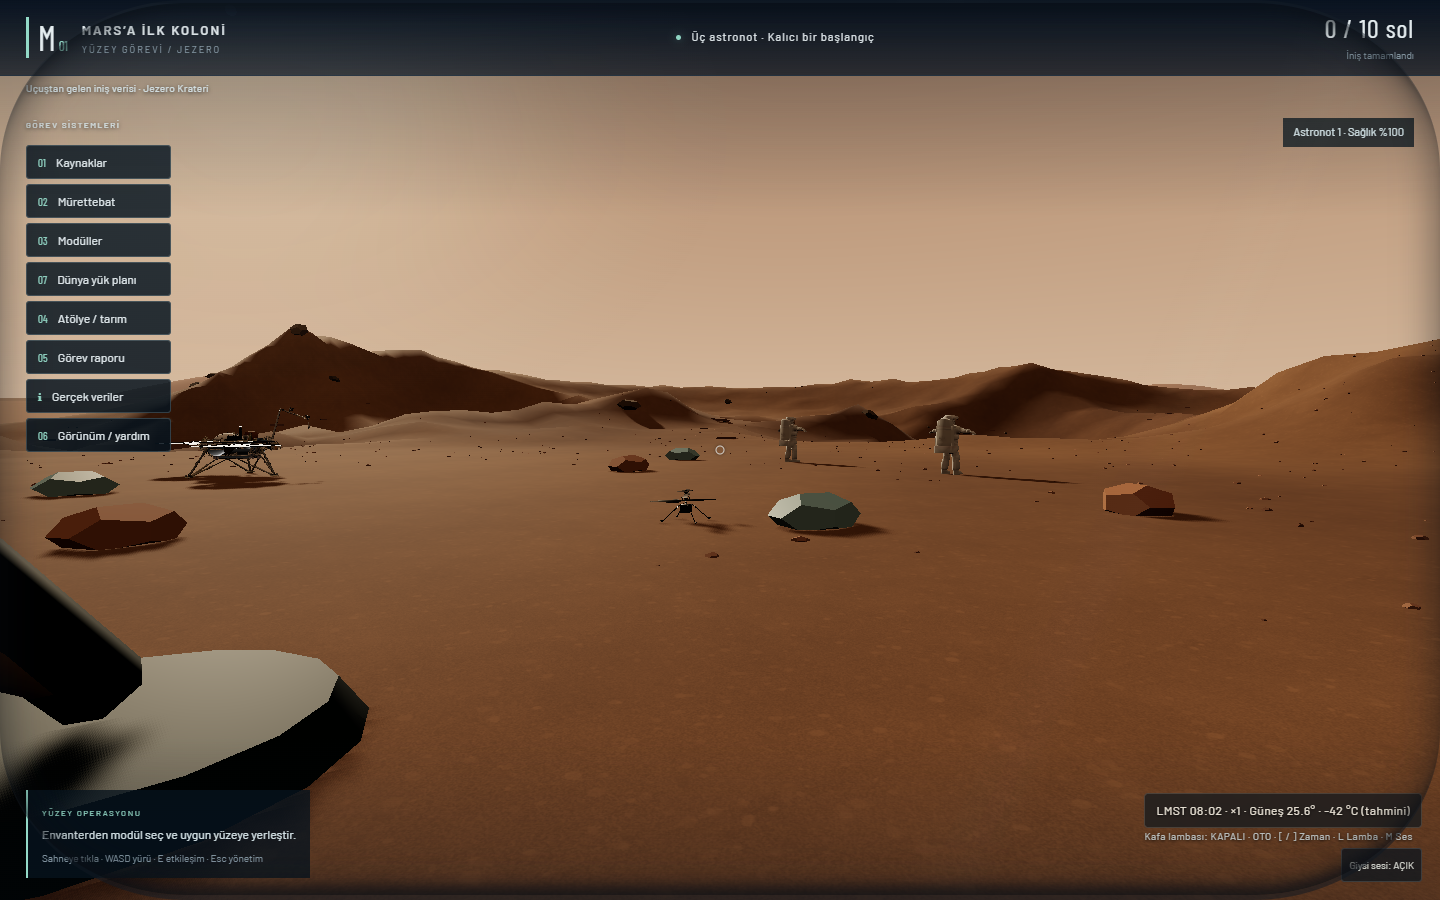 M 01
MARS'A İLK KOLONİ
YÜZEY GÖREVİ / JEZERO
Üç astronot · Kalıcı bir başlangıç
0 / 10 sol
İniş tamamlandı
Uçuştan gelen iniş verisi · Jezero Krateri
GÖREV SİSTEMLERİ
Astronot 1 · Sağlık %100
01 Kaynaklar
02 Mürettebat
03 Modüller
07 Dünya yük planı
04 Atölye / tarım
05 Görev raporu
i Gerçek veriler
06 Görünüm / yardım
YÜZEY OPERASYONU
Envanterden modül seç ve uygun yüzeye yerleştir.
Sahneye tıkla · WASD yürü · E etkileşim · Esc yönetim
LMST 08:02 · ×1 · Güneş 25.6° · -42 °C (tahmini)
Kafa lambası: KAPALI · OTO · [ / ] Zaman · L Lamba · M Ses
Giysi sesi: AÇIK